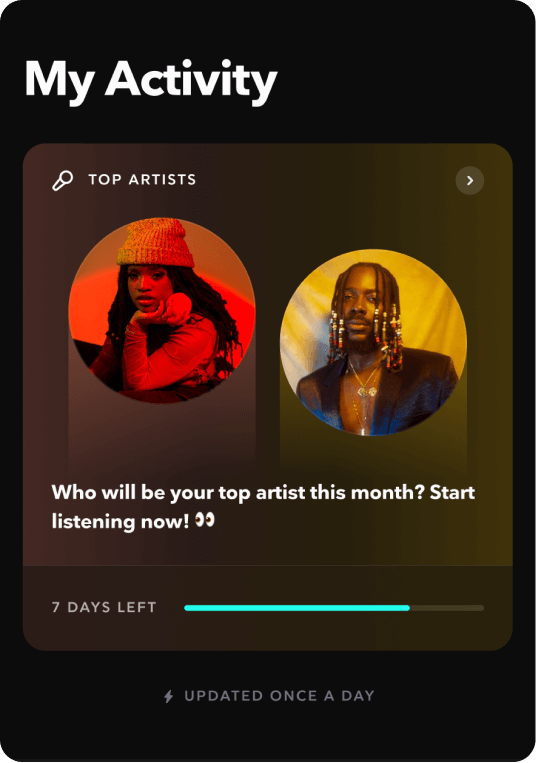 My Activity
TOP ARTISTS
Who will be your top artist this month? Start
listening now! 👀
7 DAYS LEFT
UPDATED ONCE A DAY